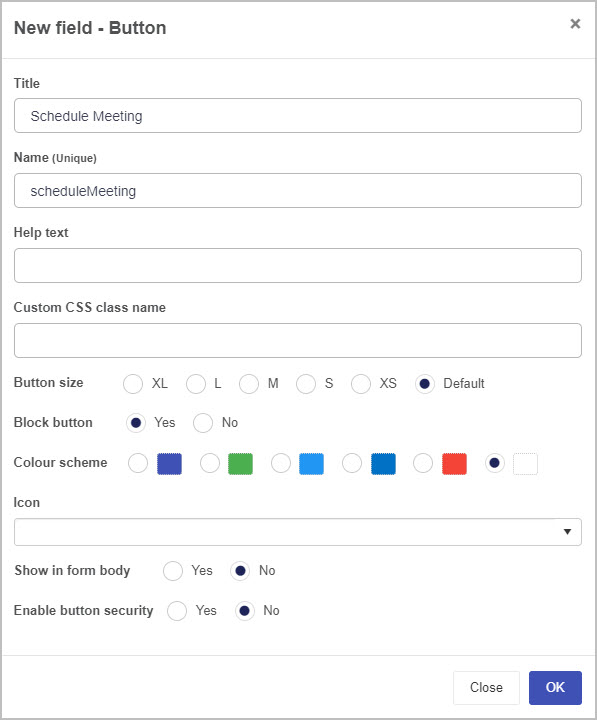 New field - Button ×
Title
Schedule Meeting
Name (Unique)
scheduleMeeting
Help text
Custom CSS class name
Button size XL L M S XS Default
Block button Yes No
Colour scheme
Icon
Show in form body Yes No
Enable button security Yes No
Close OK